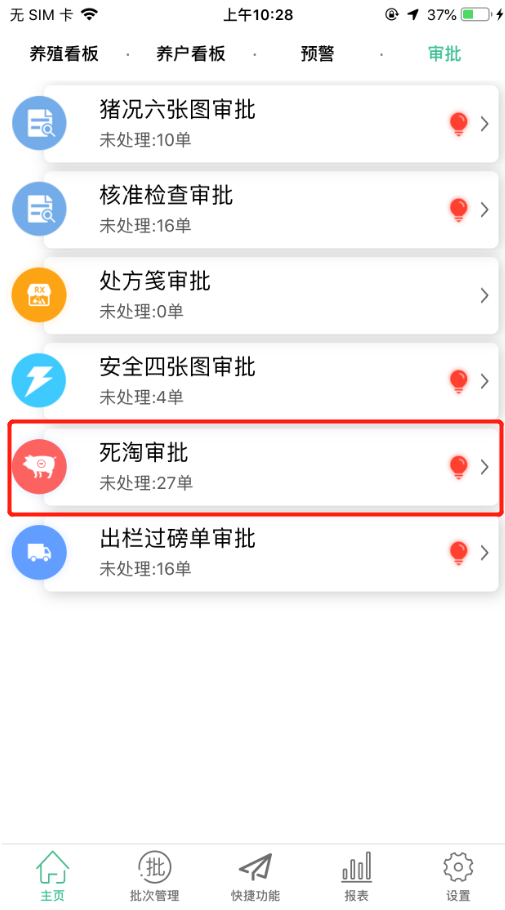 无 SIM 卡 上午10:28 37%
养殖看板 · 养户看板 · 预警 · 审批
猪况六张图审批
未处理:10单
核准检查审批
未处理:16单
RX
处方笺审批
未处理:0单
安全四张图审批
未处理:4单
死淘审批
未处理:27单
出栏过磅单审批
未处理:16单
批
主页 批次管理 快捷功能 报表 设置